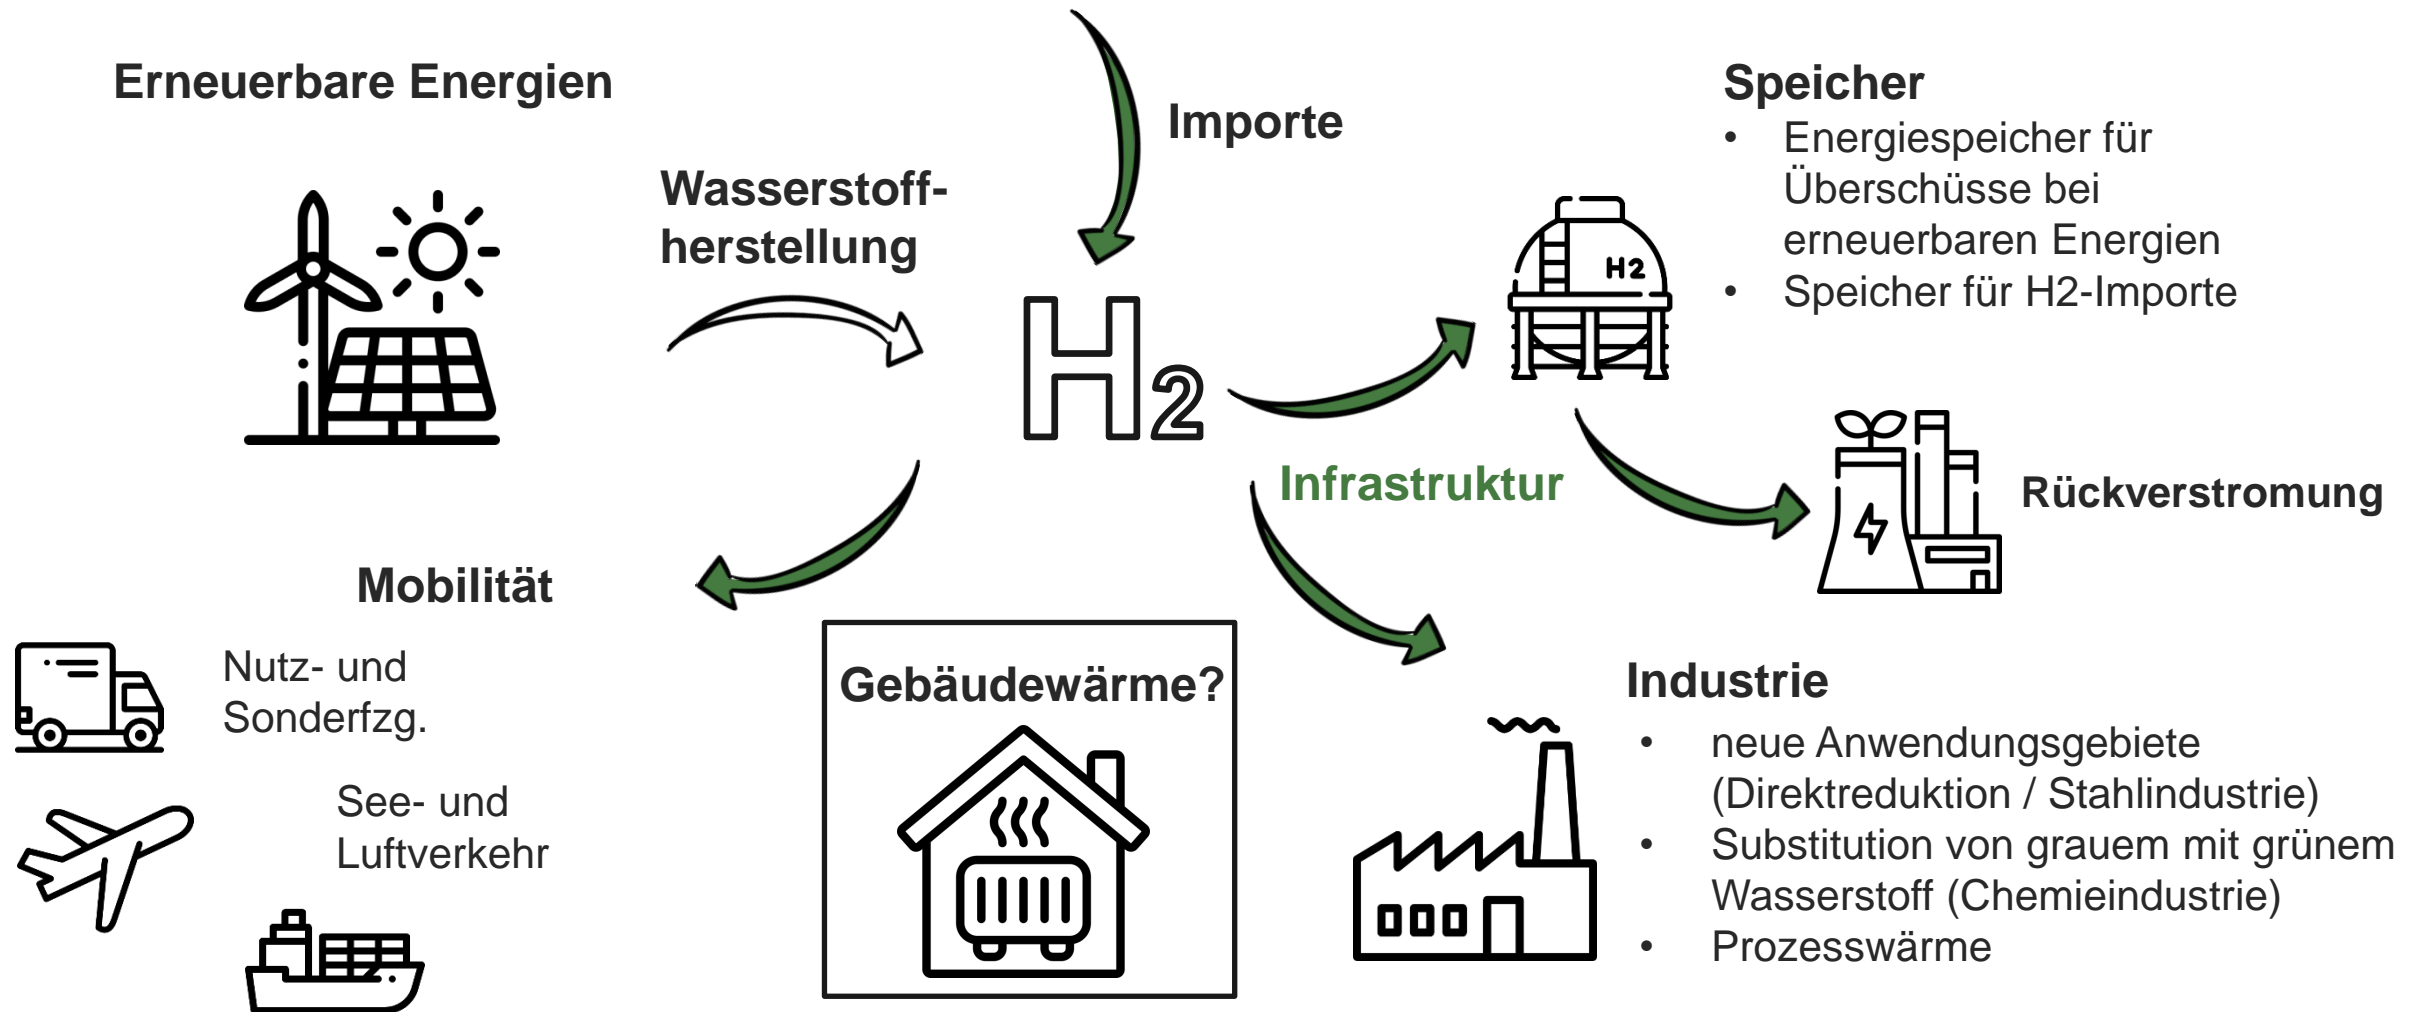 Erneuerbare Energien
Wasserstoff-
herstellung
Importe
H2
Speicher
• Energiespeicher für
Überschüsse bei
erneuerbaren Energien
• Speicher für H2-Importe
H2
Infrastruktur
Rückverstromung
Mobilität
Nutz- und
Sonderfzg.
See- und
Luftverkehr
Gebäudewärme?
Industrie
• neue Anwendungsgebiete
(Direktreduktion / Stahlindustrie)
• Substitution von grauem mit grünem
Wasserstoff (Chemieindustrie)
• Prozesswärme